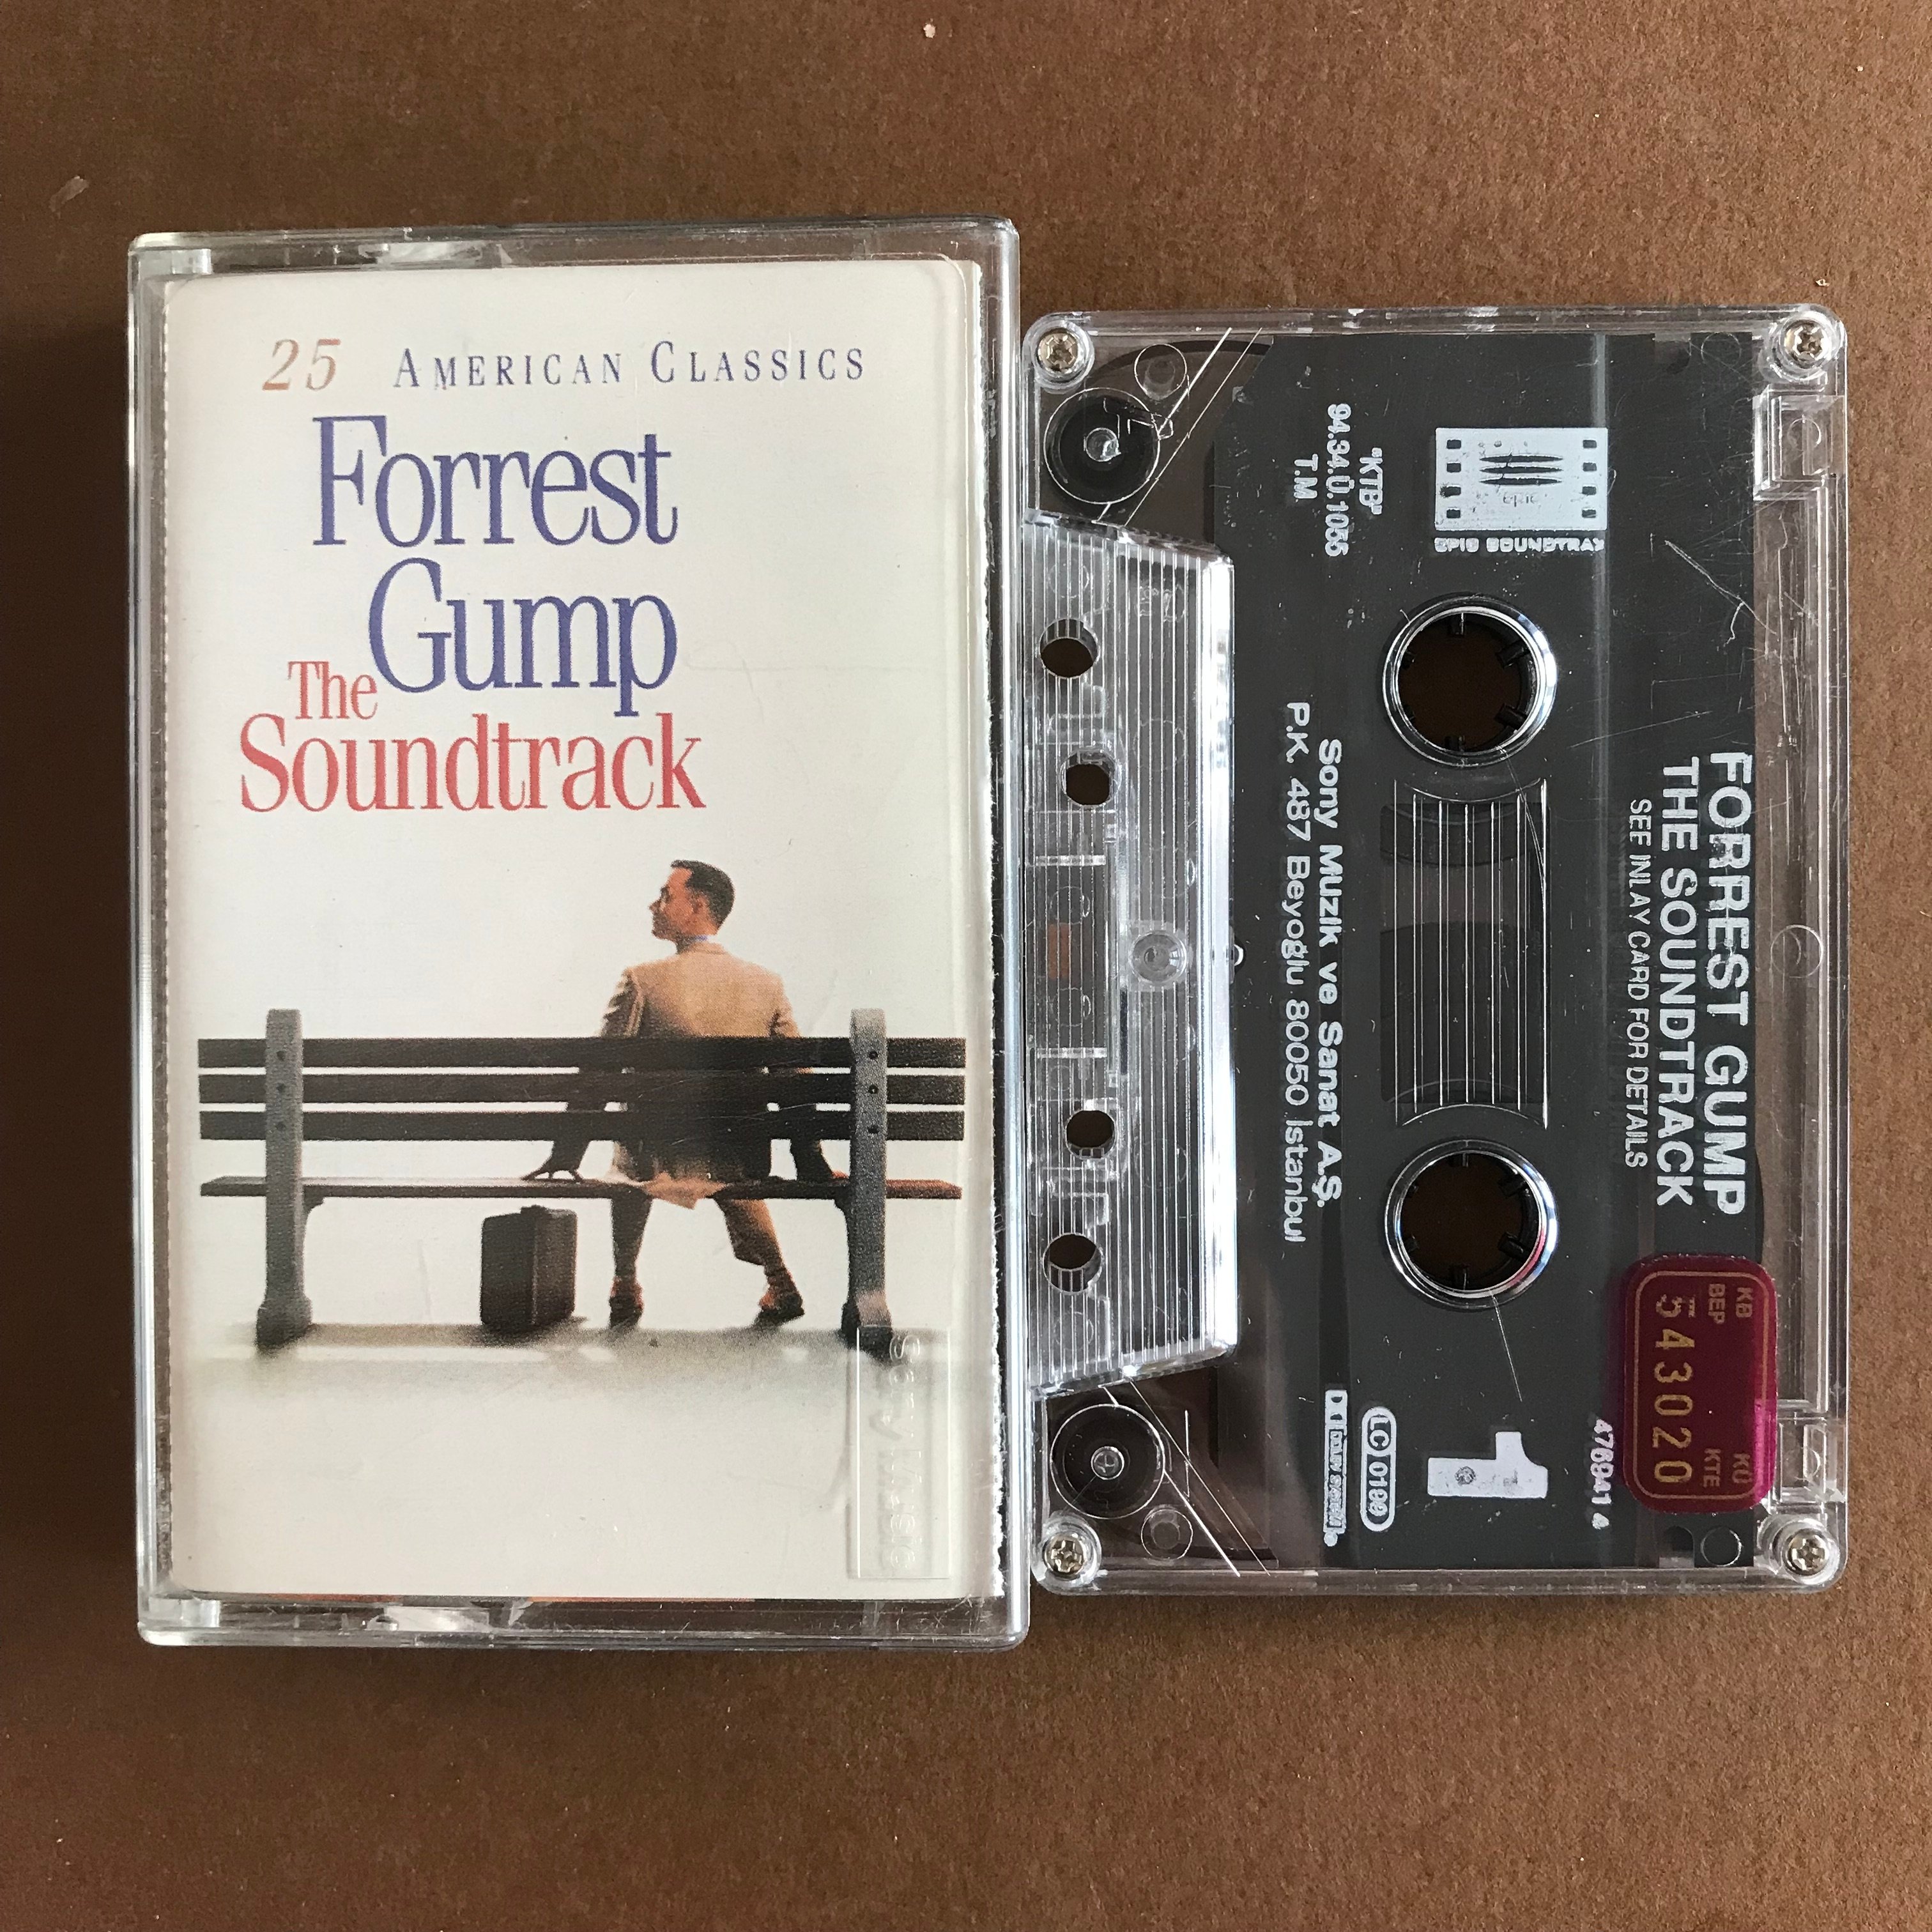 25 AMERICAN CLASSICS
Forrest
Gump
The
Soundtrack
FORREST GUMP
THE SOUNDTRACK
SEE INLAY CARD FOR DETAILS
EPIC SOUNDTRAX
"KTB"
94.34.Ü.1055
T.M
Sony Müzik ve Sanat A.Ş.
P.K. 487 Beyoğlu 80050 İstanbul
KB KÜ
BEP KTE
543020
1
LC 0199